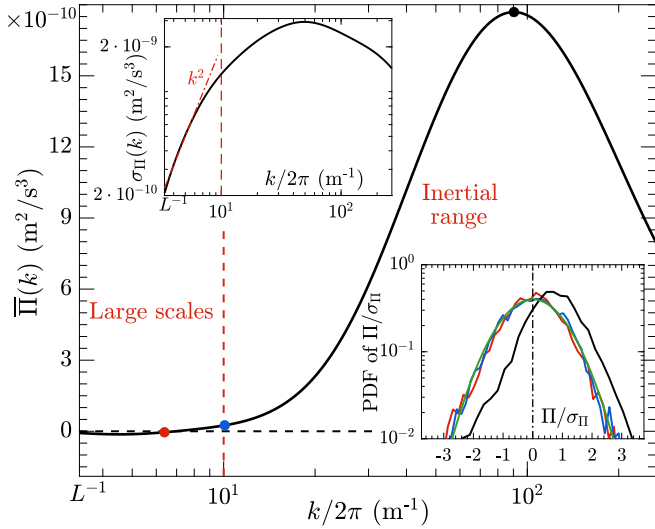 ×10⁻¹⁰
15
10
6
3
0
Π̅(k) (m²/s³)
L⁻¹
10¹
10²
k/2π (m⁻¹)
Large scales
Inertial
range
2 · 10⁻⁹
2 · 10⁻¹⁰
σ_Π(k) (m²/s³)
k²
L⁻¹
10¹
10²
k/2π (m⁻¹)
10⁰
10⁻¹
10⁻²
PDF of Π/σ_Π
Π/σ_Π
-3 -2 -1 0 1 2 3